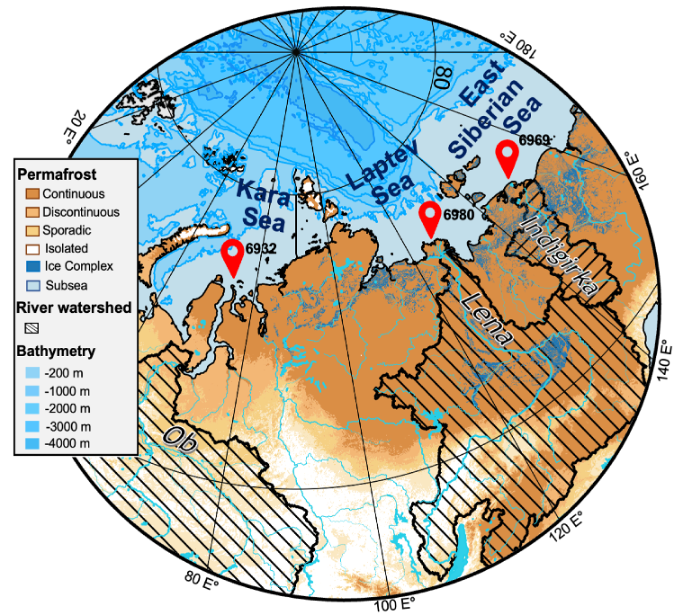 180 E°
80
East
Siberian
Sea
20 E°
6969
Laptev
Sea
160 E°
Permafrost
Continuous
Discontinuous
Sporadic
Isolated
Ice Complex
Subsea
River watershed
Bathymetry
-200 m
-1000 m
-2000 m
-3000 m
-4000 m
Kara
Sea
6980
6932
Indigirka
Lena
140 E°
Ob
120 E°
80 E°
100 E°